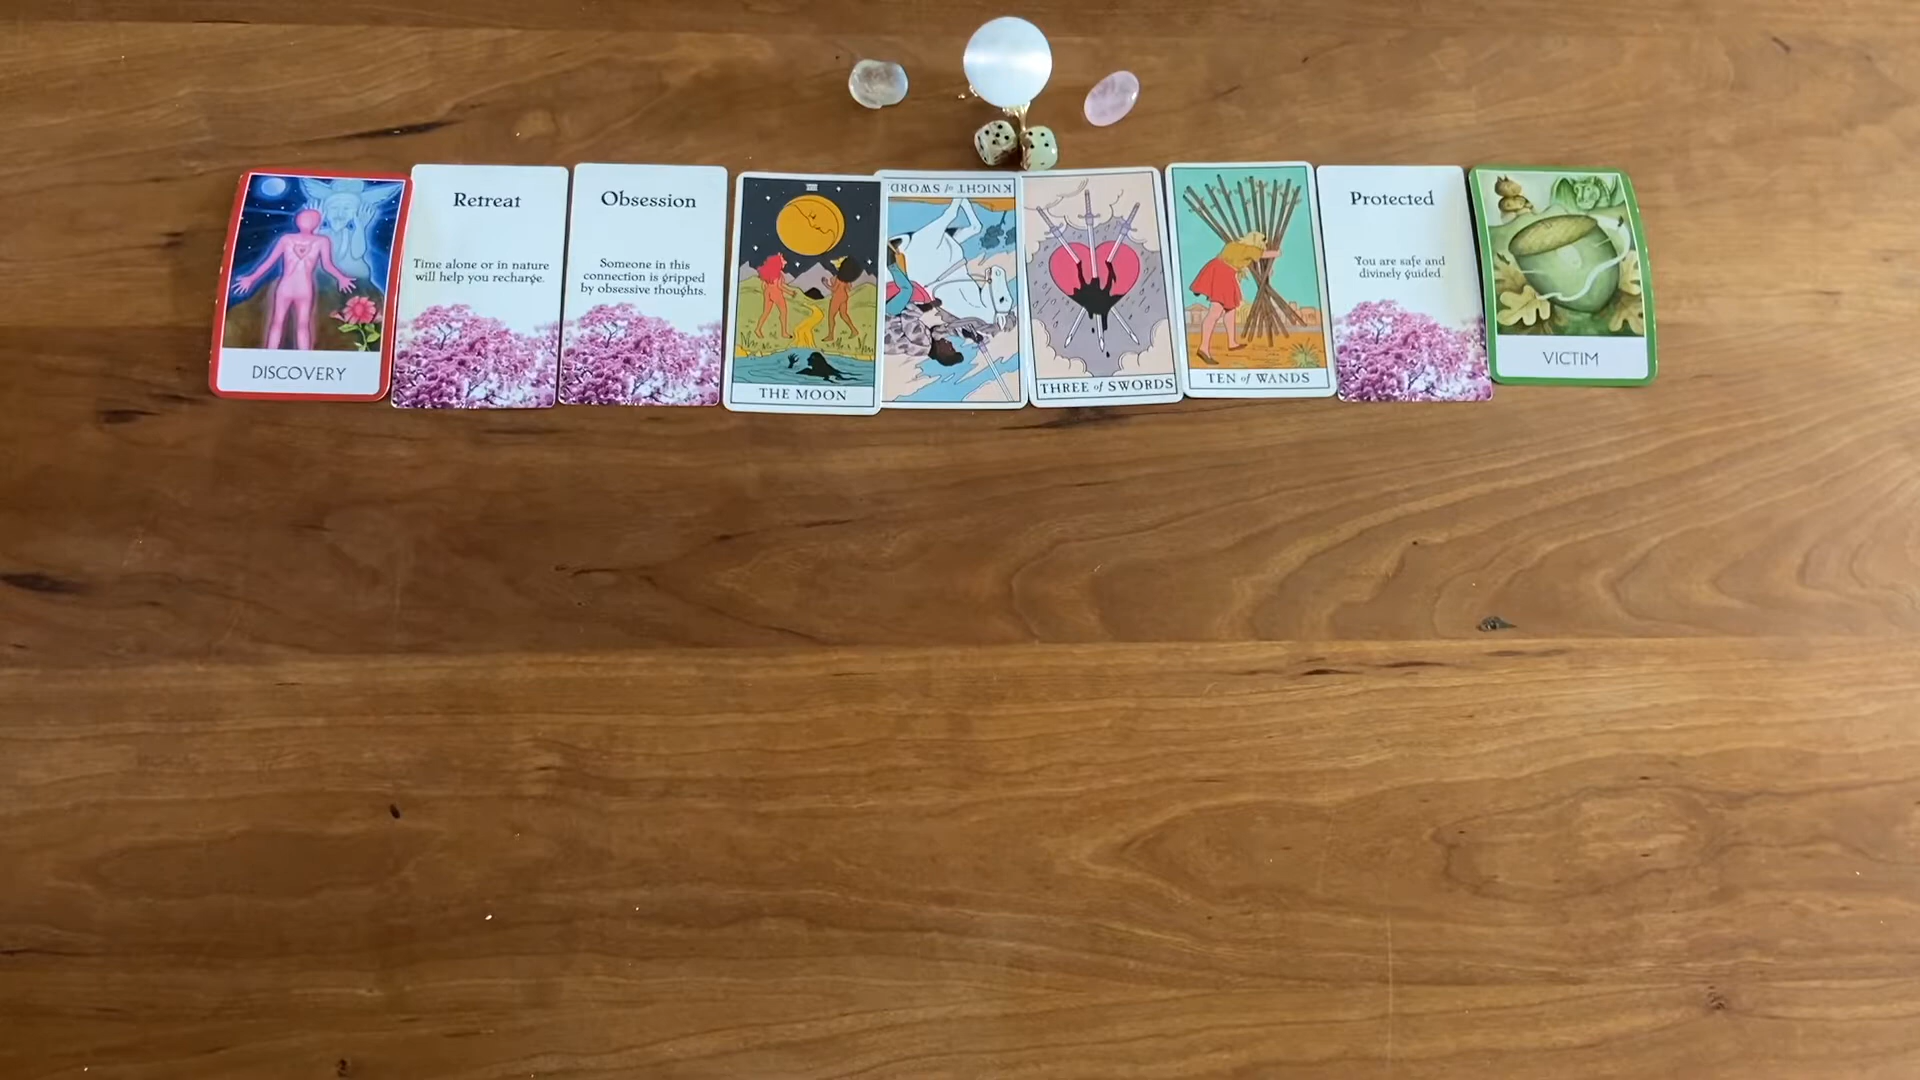 DISCOVERY
Retreat
Time alone or in nature
will help you recharge.
Obsession
Someone in this
connection is gripped
by obsessive thoughts.
THE MOON
KNIGHT of SWORD
THREE of SWORDS
TEN of WANDS
Protected
You are safe and
divinely guided.
VICTIM